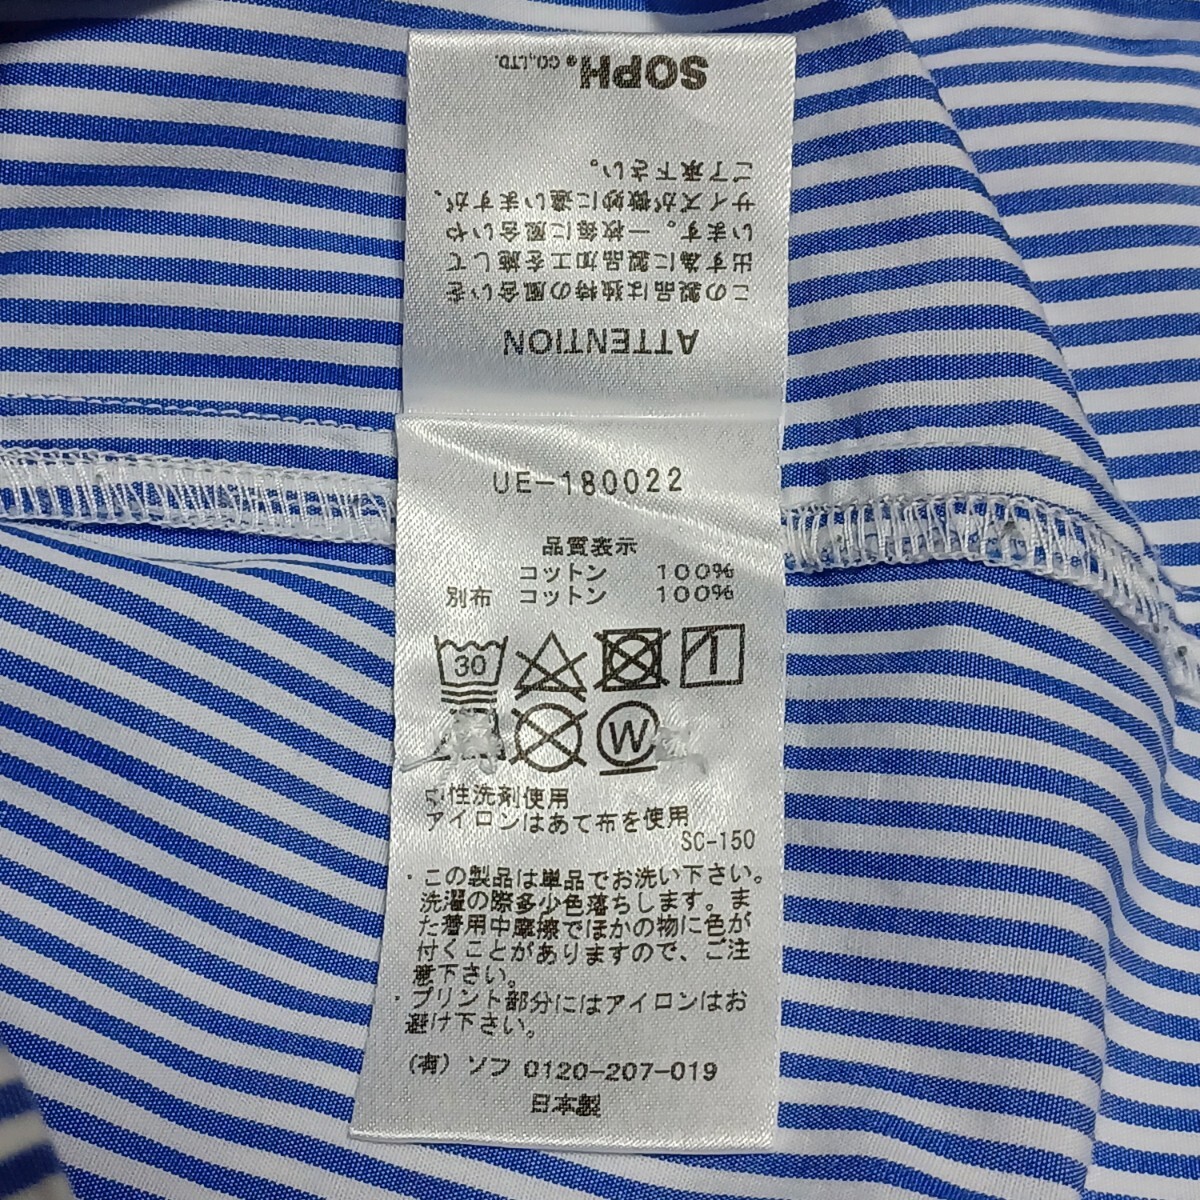 SOPH.® CO.,LTD.
ATTENTION
この製品は独特の風合いを
出す為に製品加工を施して
います。一枚毎に風合いや
サイズが微妙に違いますが、
ご了承下さい。
UE-180022
品質表示
コットン 100%
別布 コットン 100%
30
W
中性洗剤使用
アイロンはあて布を使用
SC-150
・この製品は単品でお洗い下さい。
洗濯の際多少色落ちします。ま
た着用中摩擦でほかの物に色が
付くことがありますので、ご注
意下さい。
・プリント部分にはアイロンはお
避け下さい。
(有) ソフ 0120-207-019
日本製